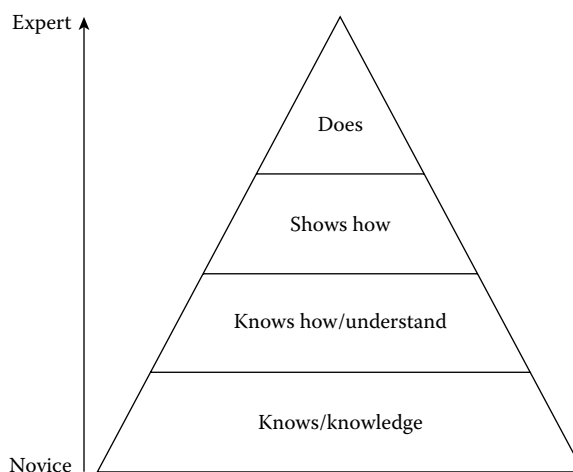 Expert
Does
Shows how
Knows how/understand
Knows/knowledge
Novice